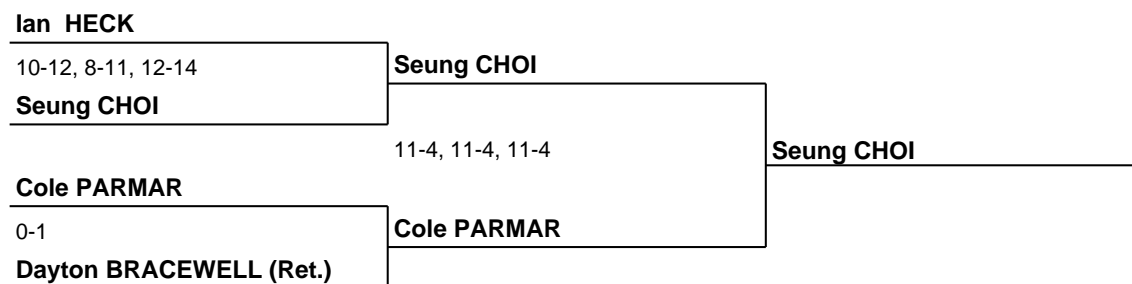 Ian HECK
10-12, 8-11, 12-14
Seung CHOI
Seung CHOI
11-4, 11-4, 11-4
Seung CHOI
Cole PARMAR
0-1
Cole PARMAR
Dayton BRACEWELL (Ret.)